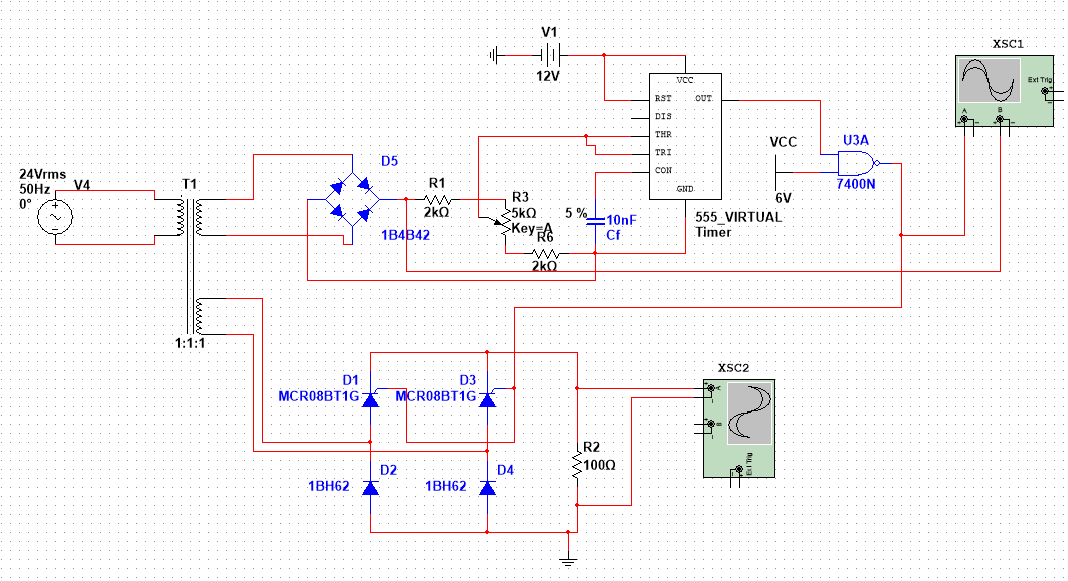 V1
12V
XSC1
Ext Trig
A
B
VCC
RST
OUT
DIS
THR
TRI
CON
GND
555_VIRTUAL
Timer
VCC
6V
U3A
7400N
24Vrms
50Hz
0°
V4
T1
1:1:1
D5
1B4B42
R1
2kΩ
R3
5kΩ
Key=A
R6
2kΩ
5 %
10nF
Cf
D1
MCR08BT1G
D3
MCR08BT1G
D2
1BH62
D4
1BH62
R2
100Ω
XSC2
A
B
Ext Trig